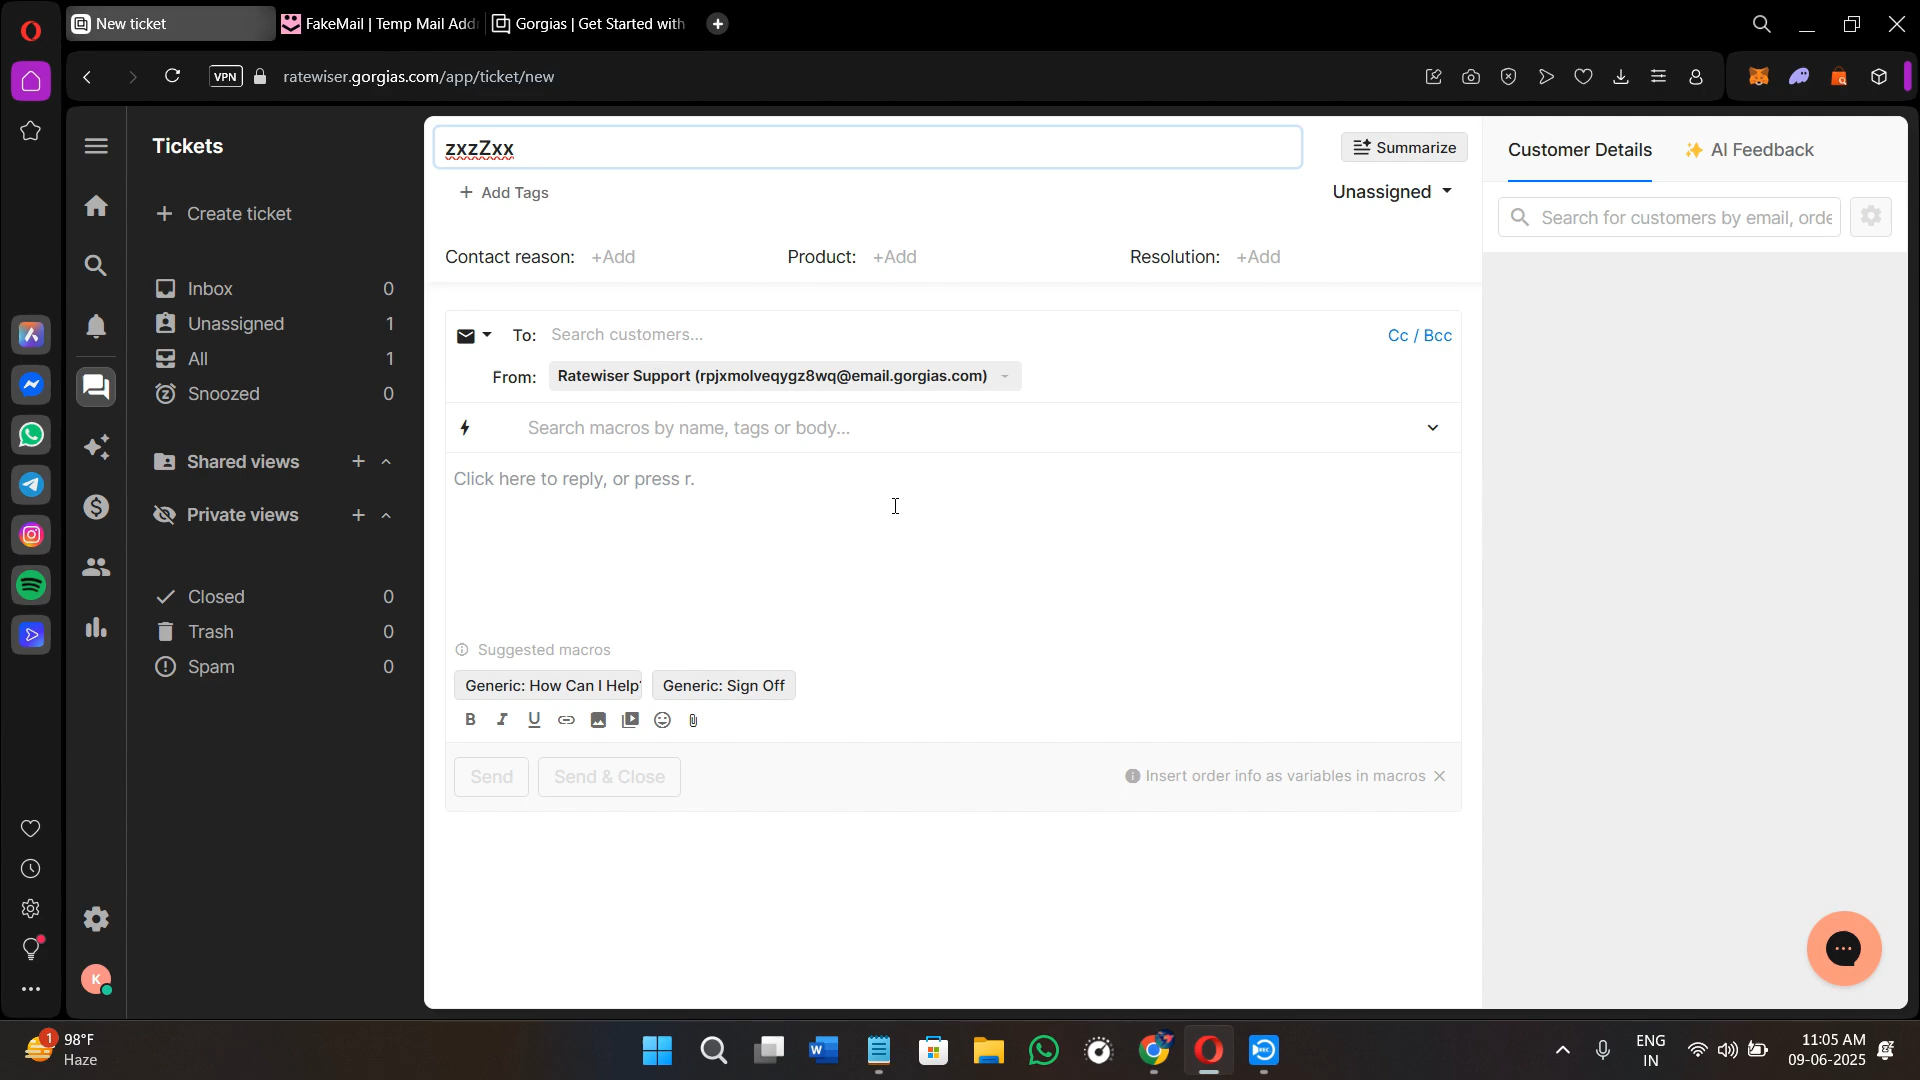 New ticket
FakeMail | Temp Mail Add
Gorgias | Get Started with
VPN
ratewiser.gorgias.com/app/ticket/new
Tickets
Create ticket
Inbox 0
Unassigned 1
All 1
Snoozed 0
Shared views
Private views
Closed 0
Trash 0
Spam 0
K
zxzZxx
Summarize
+ Add Tags
Unassigned
Contact reason: +Add Product: +Add Resolution: +Add
To: Search customers... Cc / Bcc
From: Ratewiser Support (rpjxmolveqygz8wq@email.gorgias.com)
Search macros by name, tags or body...
Click here to reply, or press r.
Suggested macros
Generic: How Can I Help? Generic: Sign Off
B I U
Send Send & Close
Insert order info as variables in macros
Customer Details AI Feedback
Search for customers by email, orde
1
98°F
Haze
ENG
IN
11:05 AM
09-06-2025